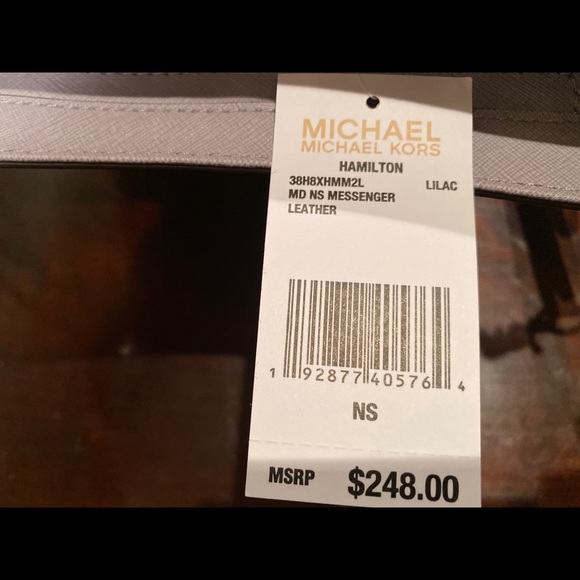 MICHAEL
MICHAEL KORS
HAMILTON
38H8XHMM2L LILAC
MD NS MESSENGER
LEATHER
1 92877 40576 4
NS
MSRP $248.00